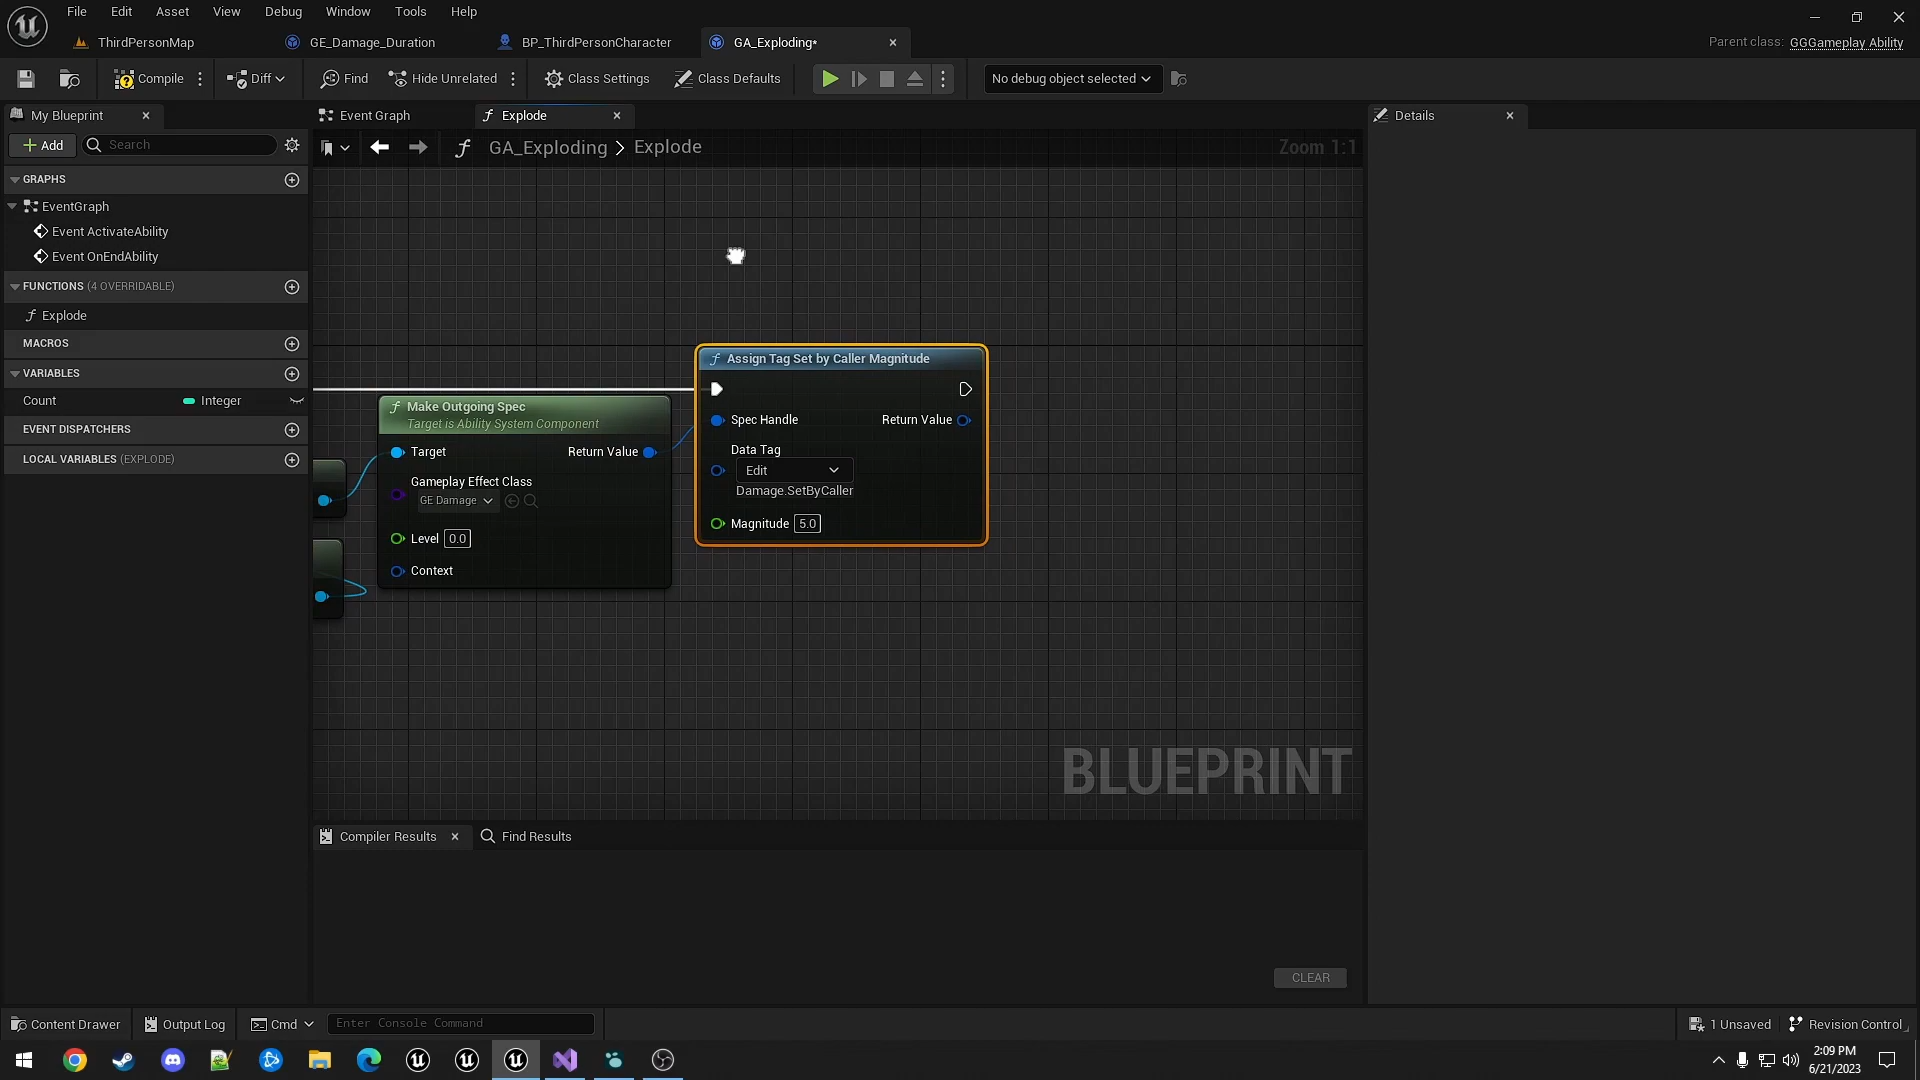 File Edit Asset View Debug Window Tools Help
ThirdPersonMap GE_Damage_Duration BP_ThirdPersonCharacter GA_Exploding*
Parent class: GGGameplay Ability
Compile Diff Find Hide Unrelated Class Settings Class Defaults No debug object selected
My Blueprint
Add Search
GRAPHS
EventGraph
Event ActivateAbility
Event OnEndAbility
FUNCTIONS (4 OVERRIDABLE)
Explode
MACROS
VARIABLES
Count Integer
EVENT DISPATCHERS
LOCAL VARIABLES (EXPLODE)
Event Graph Explode
GA_Exploding > Explode Zoom 1:1
Make Outgoing Spec
Target is Ability System Component
Target Return Value
Gameplay Effect Class
GE Damage
Level 0.0
Context
Assign Tag Set by Caller Magnitude
Spec Handle Return Value
Data Tag
Edit
Damage.SetByCaller
Magnitude 5.0
BLUEPRINT
Details
Compiler Results Find Results
CLEAR
Content Drawer Output Log Cmd Enter Console Command 1 Unsaved Revision Control
2:09 PM
6/21/2023